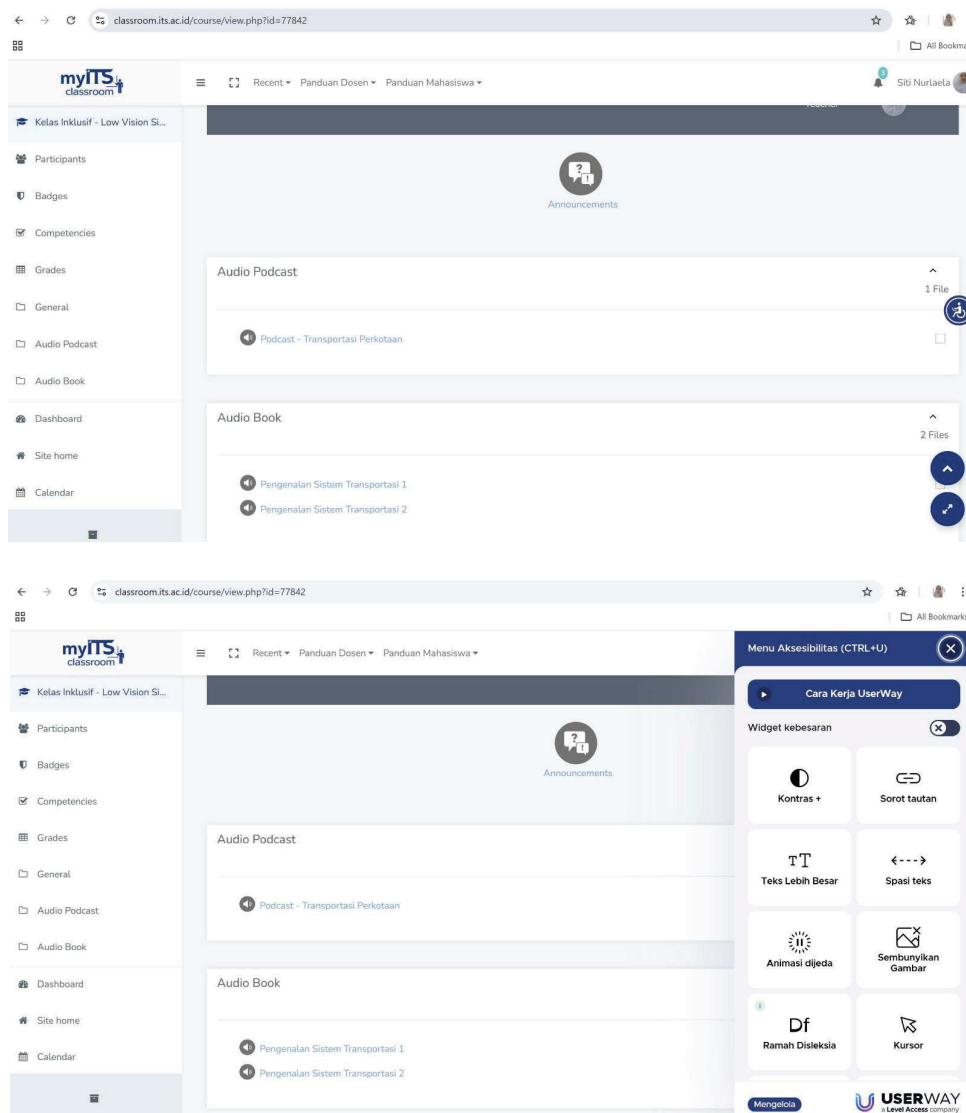 classroom.its.ac.id/course/view.php?id=77842
All Bookma
myITS
classroom
Recent
Panduan Dosen
Panduan Mahasiswa
3
Siti Nurlaela
Kelas Inklusif - Low Vision Si...
Participants
Badges
Competencies
Grades
General
Audio Podcast
Audio Book
Dashboard
Site home
Calendar
Teacher
Announcements
Audio Podcast
1 File
Podcast - Transportasi Perkotaan
Audio Book
2 Files
Pengenalan Sistem Transportasi 1
Pengenalan Sistem Transportasi 2
classroom.its.ac.id/course/view.php?id=77842
All Bookmarks
myITS
classroom
Recent
Panduan Dosen
Panduan Mahasiswa
Kelas Inklusif - Low Vision Si...
Participants
Badges
Competencies
Grades
General
Audio Podcast
Audio Book
Dashboard
Site home
Calendar
Announcements
Audio Podcast
Podcast - Transportasi Perkotaan
Audio Book
Pengenalan Sistem Transportasi 1
Pengenalan Sistem Transportasi 2
Menu Aksesibilitas (CTRL+U)
Cara Kerja UserWay
Widget kebesaran
Kontras +
Sorot tautan
TT
Teks Lebih Besar
Spasi teks
Animasi dijeda
Sembunyikan
Gambar
Df
Ramah Disleksia
Kursor
Mengelola
USERWAY
a Level Access company